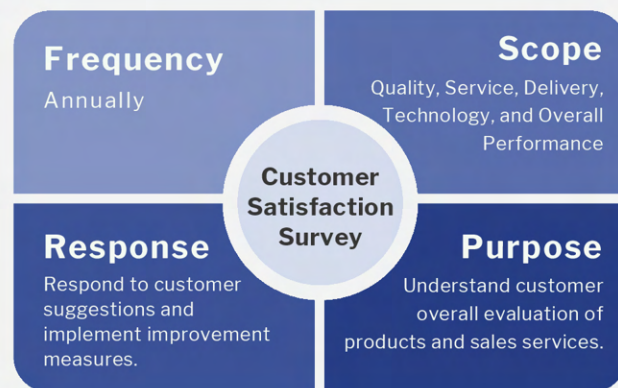 Frequency
Annually
Scope
Quality, Service, Delivery,
Technology, and Overall
Performance
Customer
Satisfaction
Survey
Response
Respond to customer
suggestions and
implement improvement
measures.
Purpose
Understand customer
overall evaluation of
products and sales services.